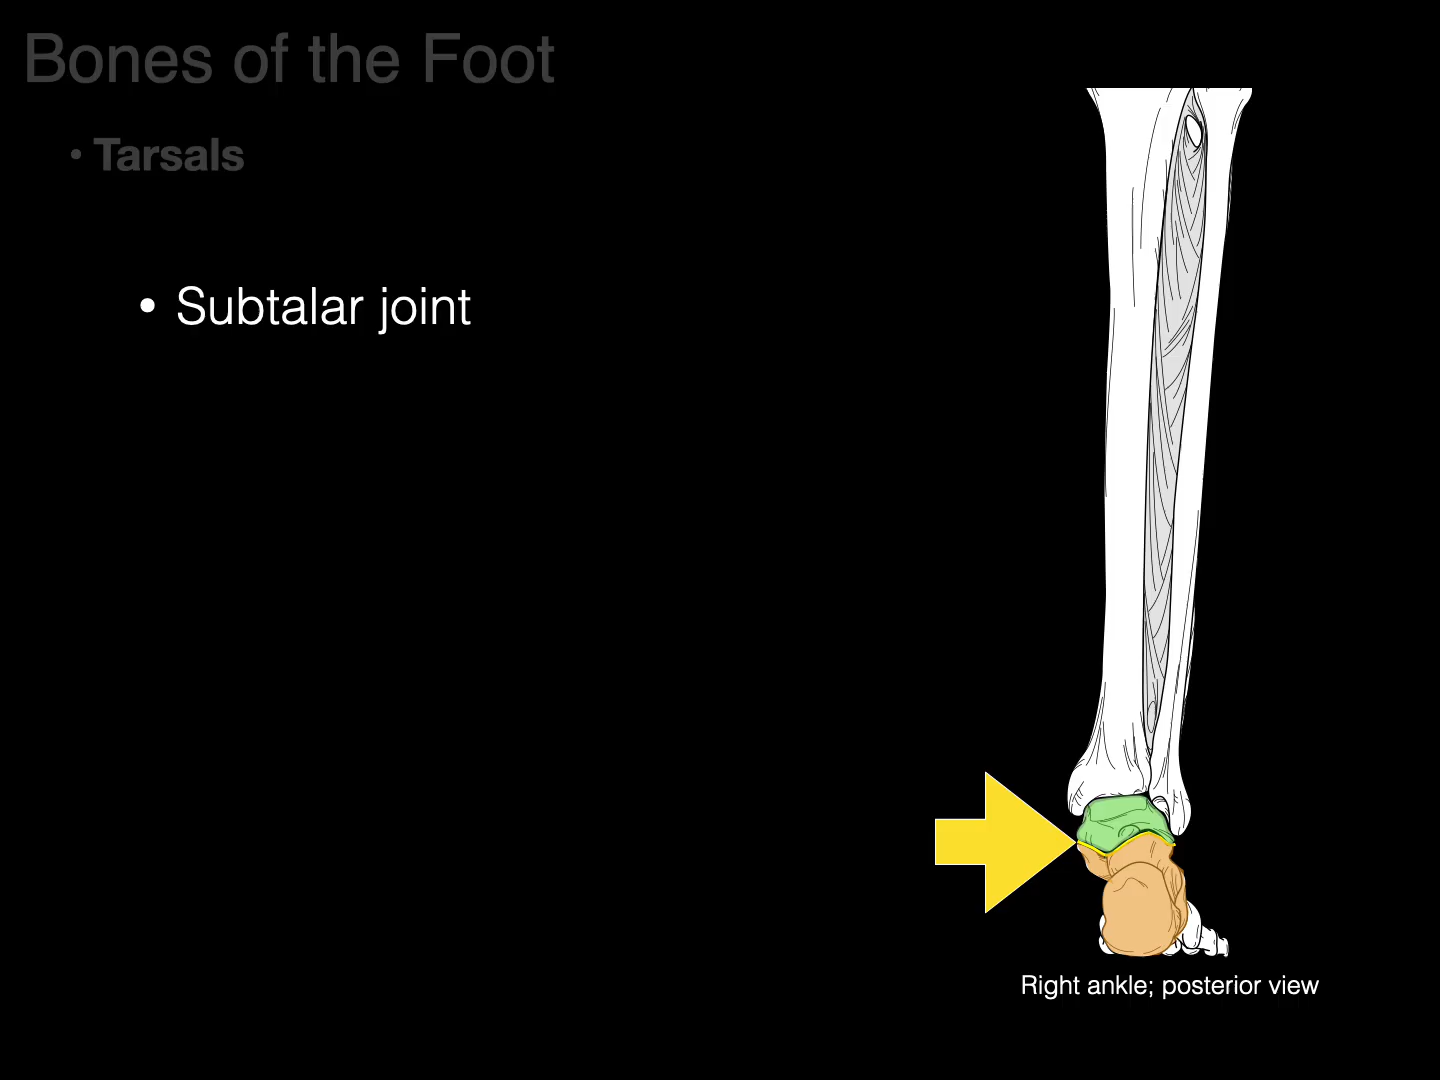 Bones of the Foot
• Tarsals
• Subtalar joint
Right ankle; posterior view